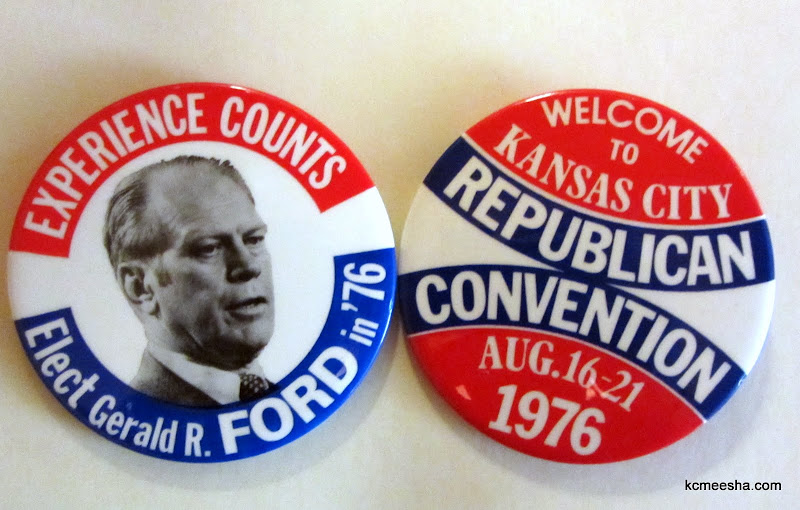 EXPERIENCE COUNTS
Elect Gerald R. FORD in '76
WELCOME
TO
KANSAS CITY
REPUBLICAN
CONVENTION
AUG. 16-21
1976
kcmeesha.com